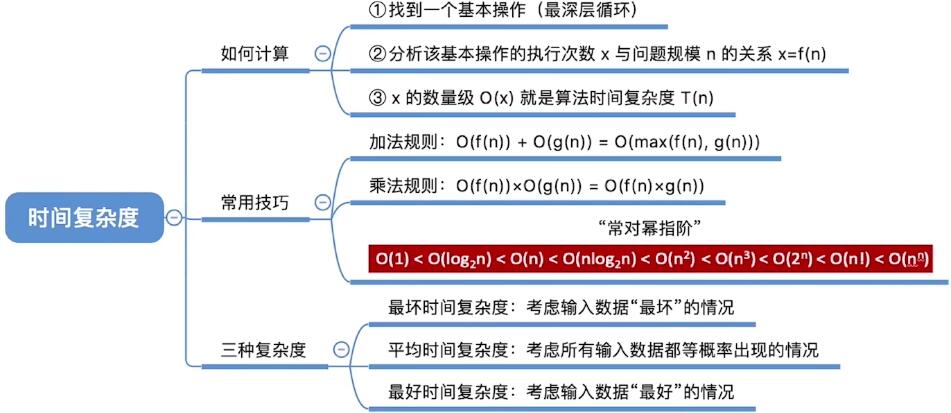 ①找到一个基本操作（最深层循环）
如何计算
②分析该基本操作的执行次数 x 与问题规模 n 的关系 x=f(n)
③ x 的数量级 O(x) 就是算法时间复杂度 T(n)
加法规则：O(f(n)) + O(g(n)) = O(max(f(n), g(n)))
时间复杂度
常用技巧
乘法规则：O(f(n))×O(g(n)) = O(f(n)×g(n))
“常对幂指阶”
O(1) < O(log₂n) < O(n) < O(nlog₂n) < O(n²) < O(n³) < O(2ⁿ) < O(n!) < O(nⁿ)
最坏时间复杂度：考虑输入数据“最坏”的情况
三种复杂度
平均时间复杂度：考虑所有输入数据都等概率出现的情况
最好时间复杂度：考虑输入数据“最好”的情况